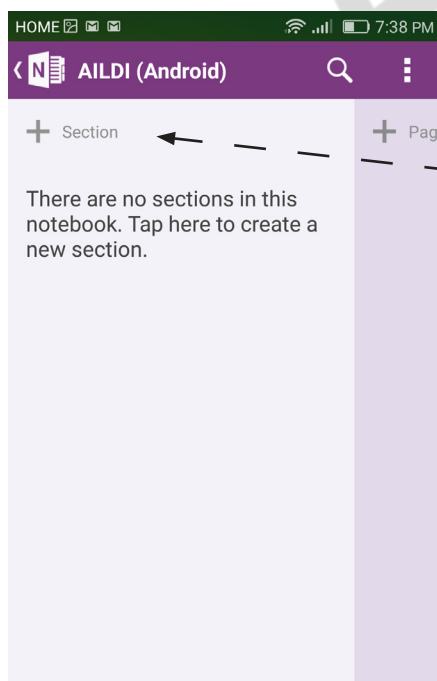 HOME 7:38 PM
N AILDI (Android)
Section
Pag
There are no sections in this
notebook. Tap here to create a
new section.